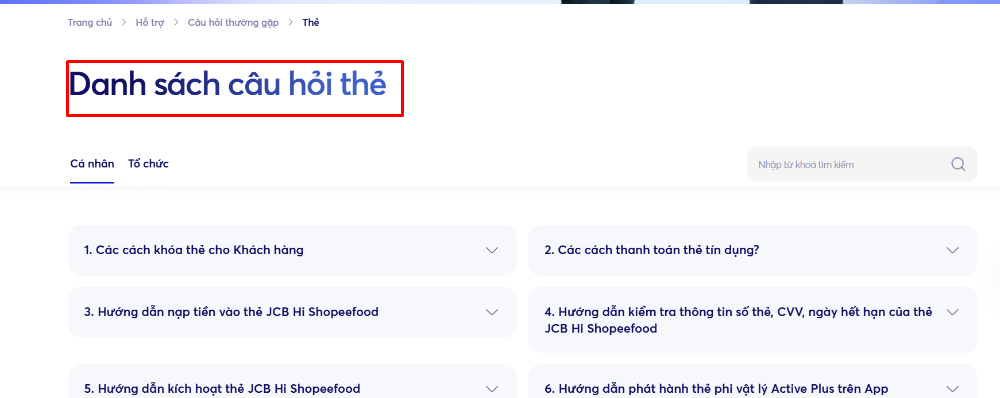 Trang chủ > Hỗ trợ > Câu hỏi thường gặp > Thẻ
Danh sách câu hỏi thẻ
Cá nhân Tổ chức
Nhập từ khoá tìm kiếm
1. Các cách khóa thẻ cho Khách hàng
2. Các cách thanh toán thẻ tín dụng?
3. Hướng dẫn nạp tiền vào thẻ JCB Hi Shopeefood
4. Hướng dẫn kiểm tra thông tin số thẻ, CVV, ngày hết hạn của thẻ
JCB Hi Shopeefood
5. Hướng dẫn kích hoạt thẻ JCB Hi Shopeefood
6. Hướng dẫn phát hành thẻ phi vật lý Active Plus trên App